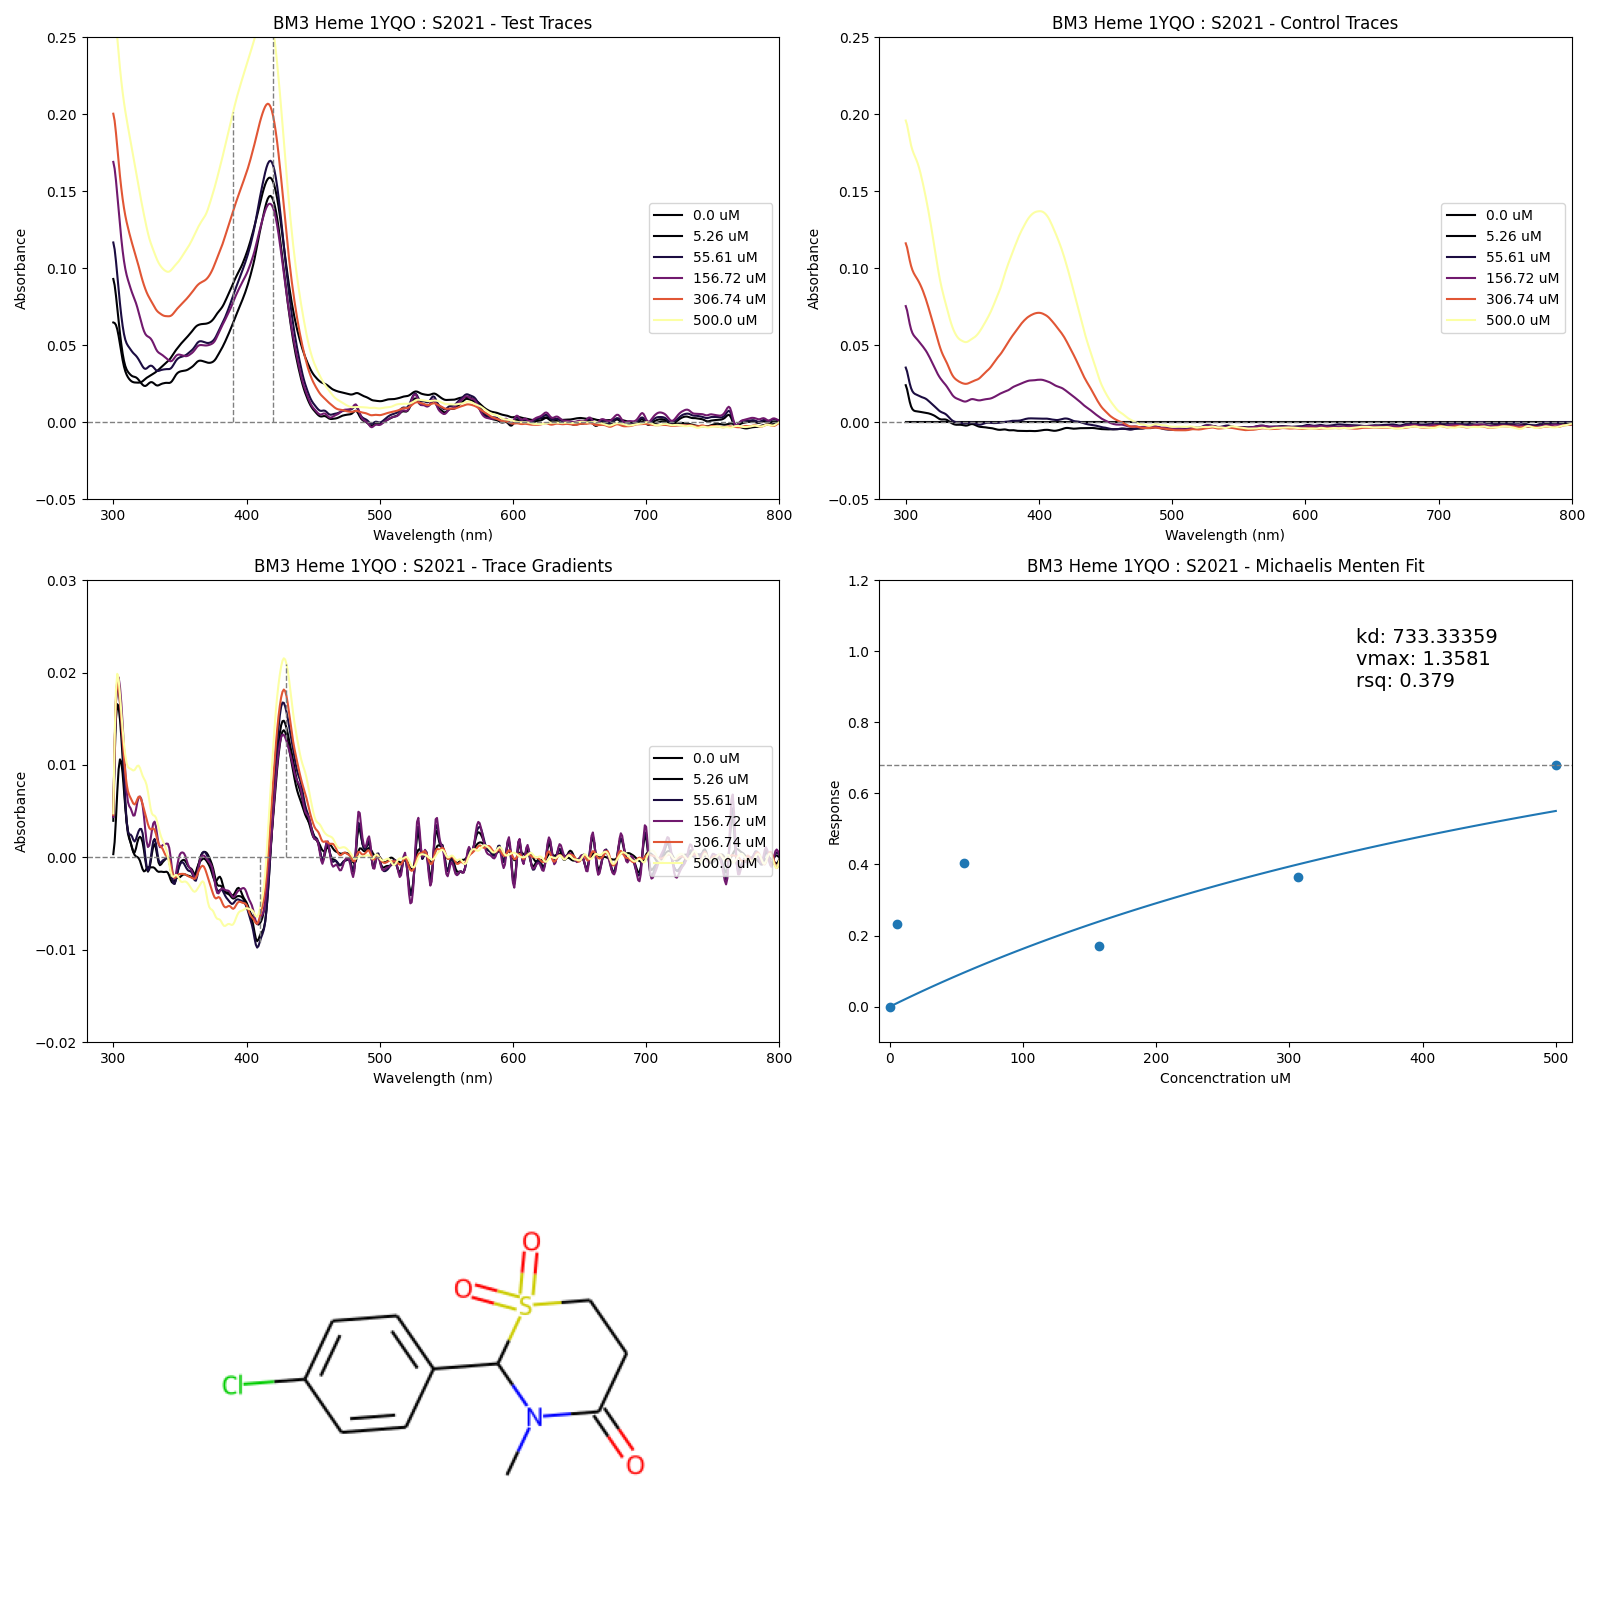 BM3 Heme 1YQO : S2021 - Test Traces
0.25
0.20
0.15
0.10
0.05
0.00
−0.05
Absorbance
300 400 500 600 700 800
Wavelength (nm)
0.0 uM
5.26 uM
55.61 uM
156.72 uM
306.74 uM
500.0 uM
BM3 Heme 1YQO : S2021 - Control Traces
0.25
0.20
0.15
0.10
0.05
0.00
−0.05
Absorbance
300 400 500 600 700 800
Wavelength (nm)
0.0 uM
5.26 uM
55.61 uM
156.72 uM
306.74 uM
500.0 uM
BM3 Heme 1YQO : S2021 - Trace Gradients
0.03
0.02
0.01
0.00
−0.01
−0.02
Absorbance
300 400 500 600 700 800
Wavelength (nm)
0.0 uM
5.26 uM
55.61 uM
156.72 uM
306.74 uM
500.0 uM
BM3 Heme 1YQO : S2021 - Michaelis Menten Fit
1.2
1.0
0.8
0.6
0.4
0.2
0.0
Response
kd: 733.33359
vmax: 1.3581
rsq: 0.379
0 100 200 300 400 500
Concenctration uM
O
O
S
Cl
N
O